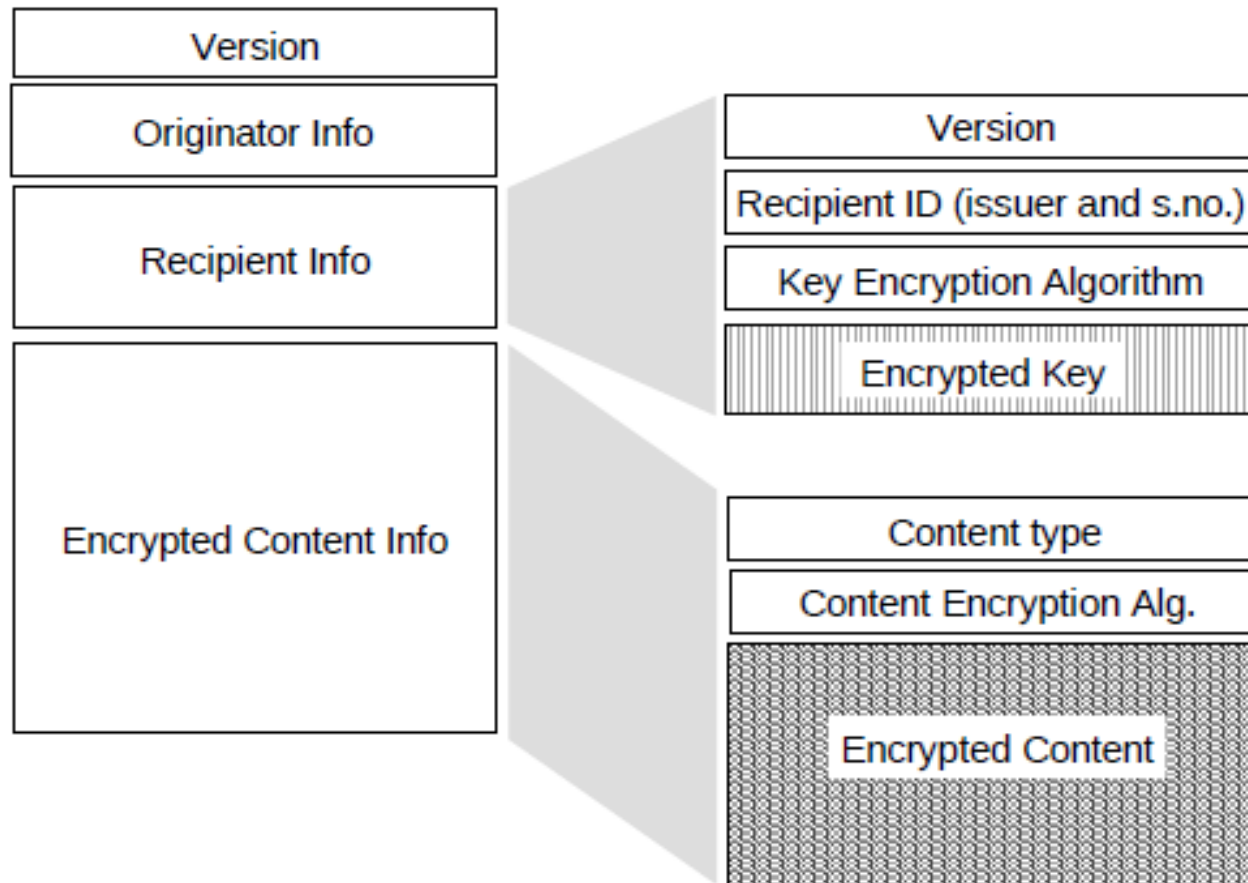 Version
Originator Info
Recipient Info
Encrypted Content Info
Version
Recipient ID (issuer and s.no.)
Key Encryption Algorithm
Encrypted Key
Content type
Content Encryption Alg.
Encrypted Content